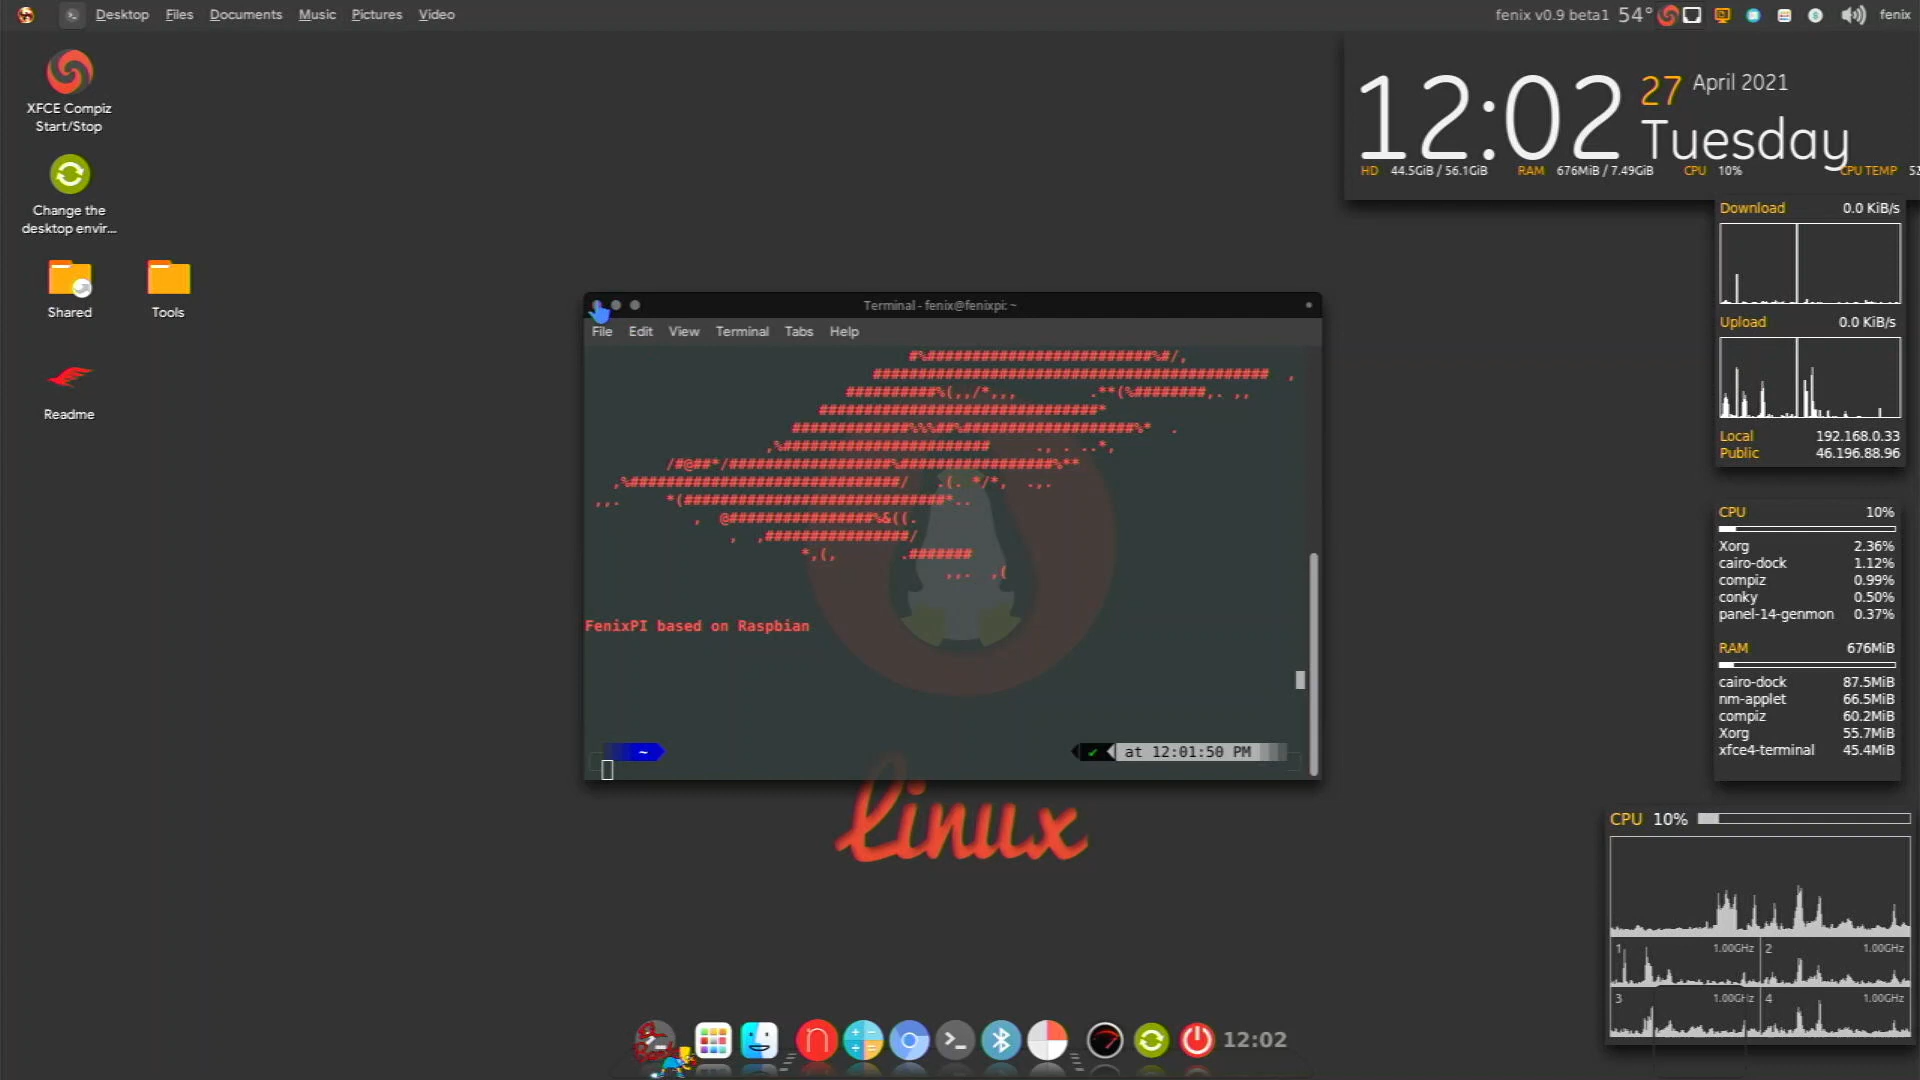 Desktop Files Documents Music Pictures Video
fenix v0.9 beta1 54° fenix
XFCE Compiz
Start/Stop
Change the
desktop envir...
Shared Tools
Readme
12:02 27 April 2021
Tuesday
HD 44.5GiB / 56.1GiB RAM 676MiB / 7.49GiB CPU 10% CPU TEMP
Download 0.0 KiB/s
Upload 0.0 KiB/s
Local 192.168.0.33
Public 46.196.88.96
CPU 10%
Xorg 2.36%
cairo-dock 1.12%
compiz 0.99%
conky 0.50%
panel-14-genmon 0.37%
RAM 676MiB
cairo-dock 87.5MiB
nm-applet 66.5MiB
compiz 60.2MiB
Xorg 55.7MiB
xfce4-terminal 45.4MiB
CPU 10%
1 1.00GHz 2 1.00GHz
3 1.00GHz 4 1.00GHz
Terminal - fenix@fenixpi: ~
File Edit View Terminal Tabs Help
FenixPI based on Raspbian
~
✔ at 12:01:50 PM
linux
12:02